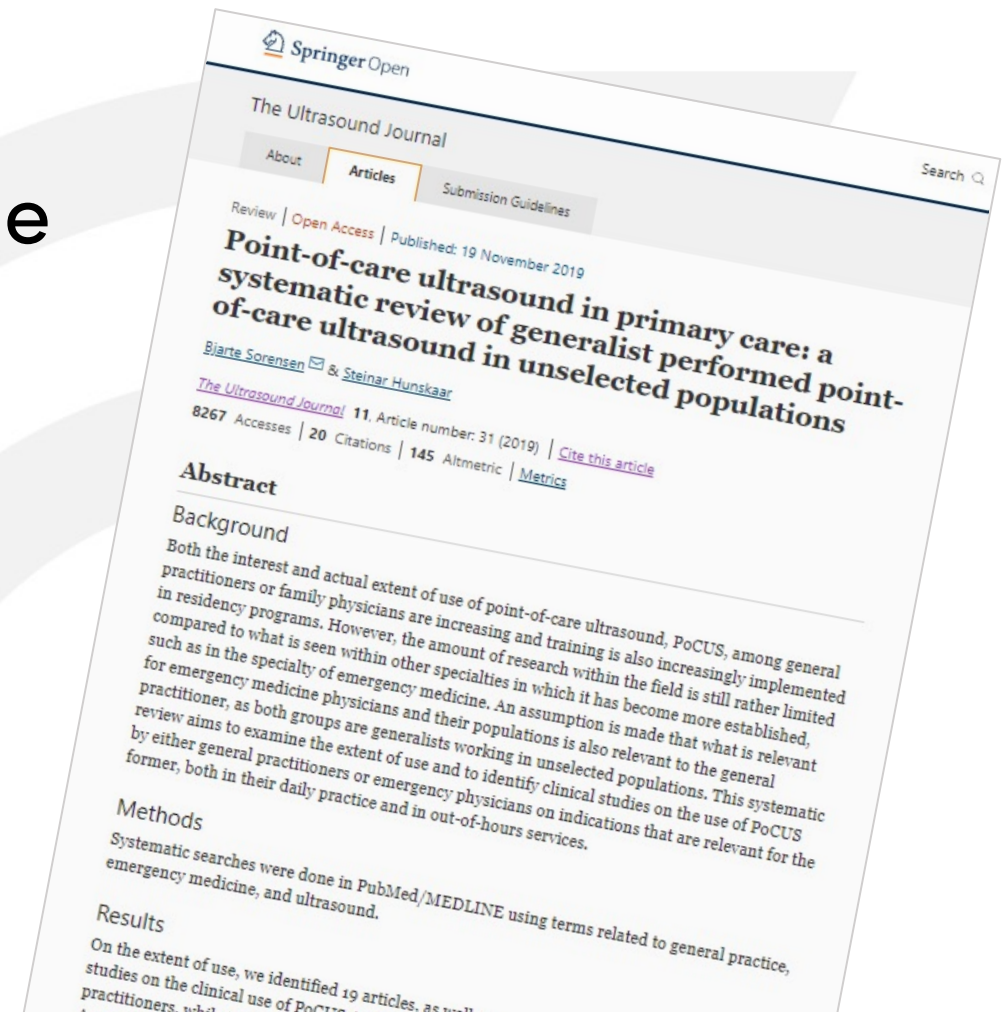 e
Springer Open
Search
The Ultrasound Journal
About Articles Submission Guidelines
Review | Open Access | Published: 19 November 2019
Point-of-care ultrasound in primary care: a
systematic review of generalist performed point-
of-care ultrasound in unselected populations
Bjarte Sorensen & Steinar Hunskaar
The Ultrasound Journal 11, Article number: 31 (2019) | Cite this article
8267 Accesses | 20 Citations | 145 Altmetric | Metrics
Abstract
Background
Both the interest and actual extent of use of point-of-care ultrasound, PoCUS, among general
practitioners or family physicians are increasing and training is also increasingly implemented
in residency programs. However, the amount of research within the field is still rather limited
compared to what is seen within other specialties in which it has become more established,
such as in the specialty of emergency medicine. An assumption is made that what is relevant
for emergency medicine physicians and their populations is also relevant to the general
practitioner, as both groups are generalists working in unselected populations. This systematic
review aims to examine the extent of use and to identify clinical studies on the use of PoCUS
by either general practitioners or emergency physicians on indications that are relevant for the
former, both in their daily practice and in out-of-hours services.
Methods
Systematic searches were done in PubMed/MEDLINE using terms related to general practice,
emergency medicine, and ultrasound.
Results
On the extent of use, we identified 19 articles, as well
studies on the clinical use of PoCUS
practitioners, while